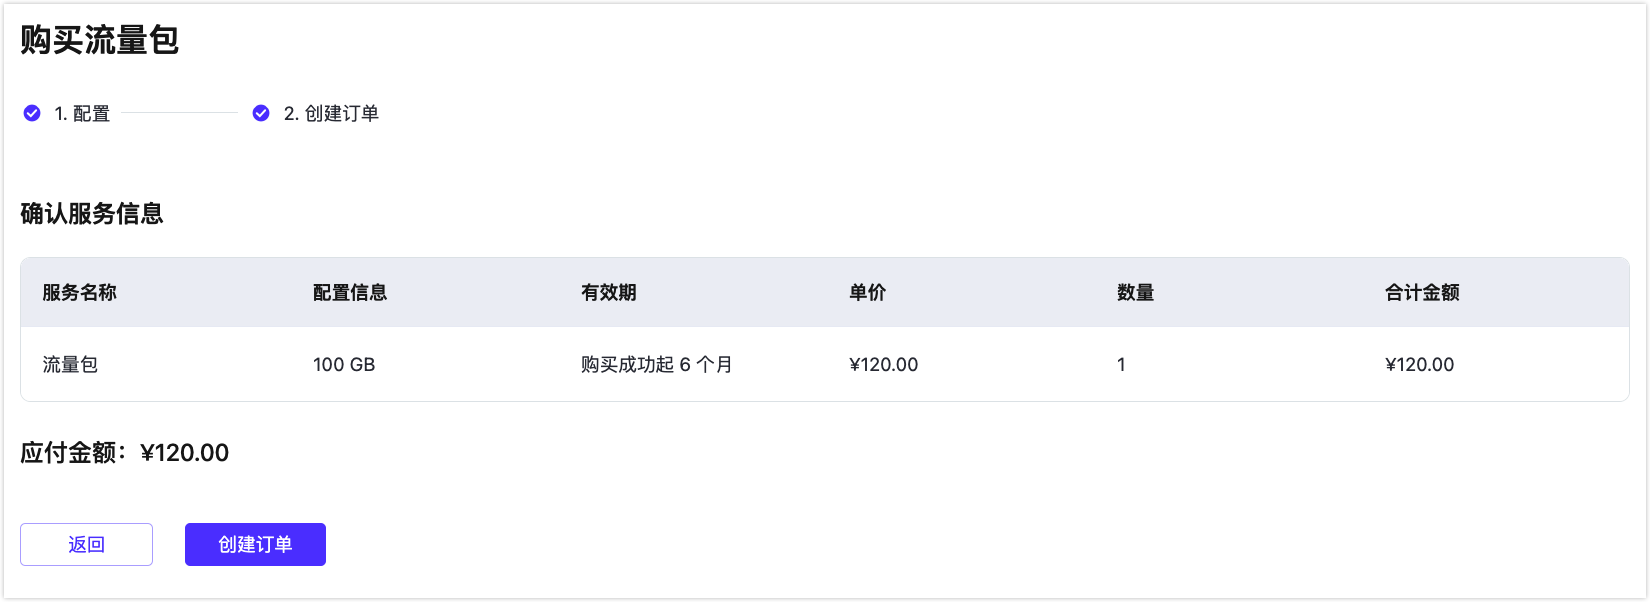 购买流量包
1. 配置 2. 创建订单
确认服务信息
服务名称 配置信息 有效期 单价 数量 合计金额
流量包 100 GB 购买成功起 6 个月 ¥120.00 1 ¥120.00
应付金额：¥120.00
返回 创建订单